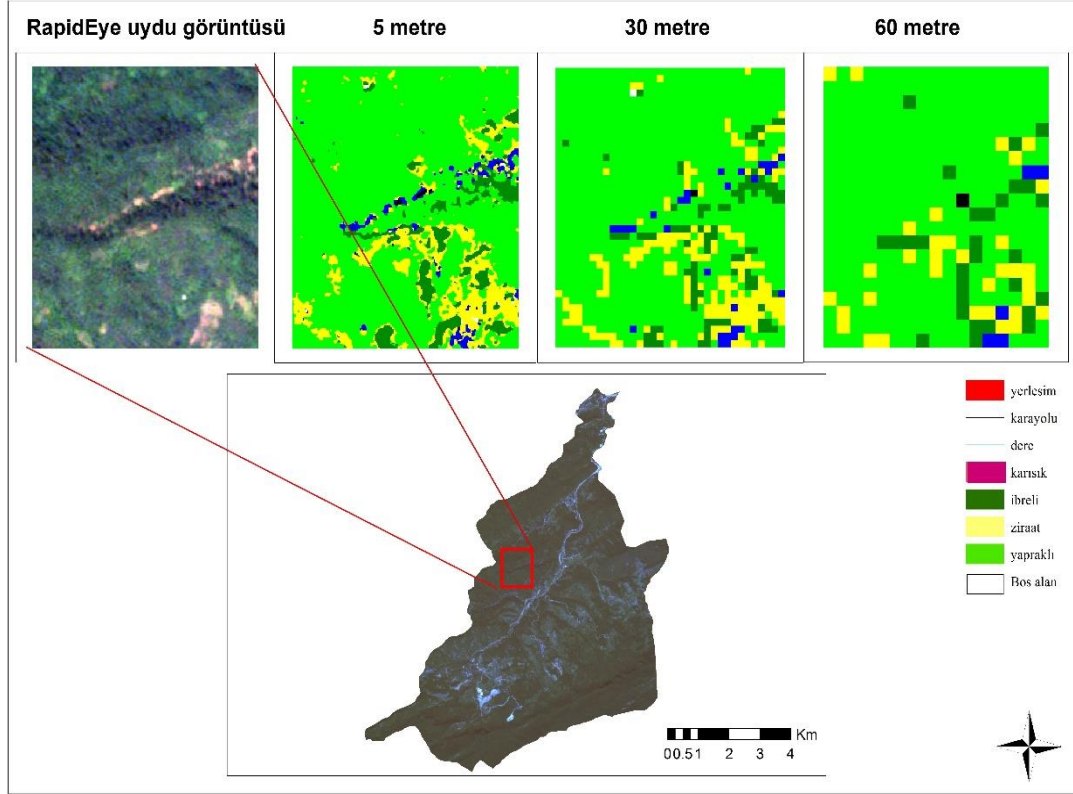 RapidEye uydu görüntüsü 5 metre 30 metre 60 metre
yerleşim
karayolu
dere
karışık
ibreli
ziraat
yapraklı
Bos alan
Km
0 0.5 1 2 3 4